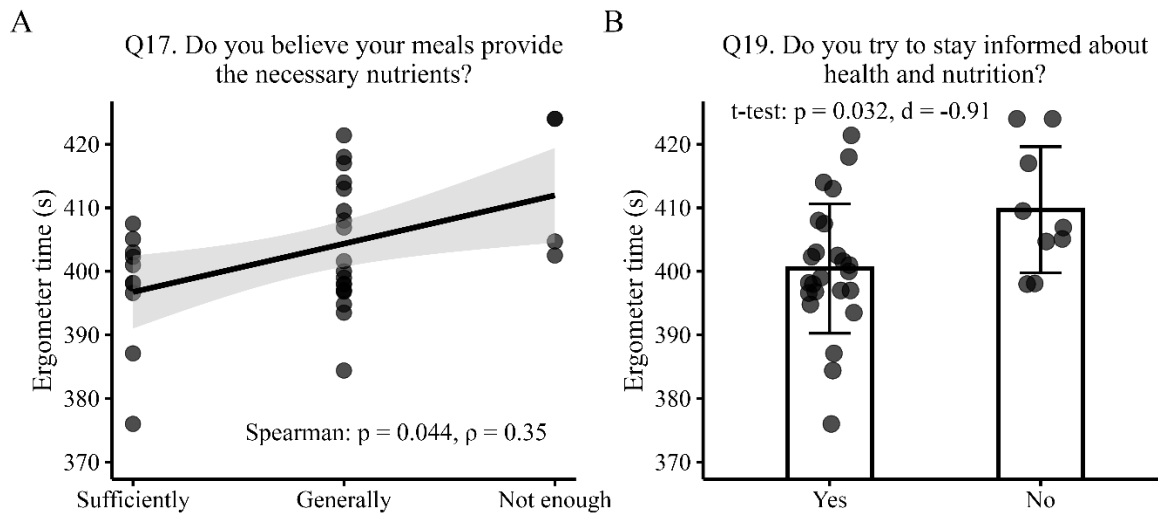 A
Q17. Do you believe your meals provide
the necessary nutrients?
Ergometer time (s)
420
410
400
390
380
370
Spearman: p = 0.044, ρ = 0.35
Sufficiently
Generally
Not enough
B
Q19. Do you try to stay informed about
health and nutrition?
t-test: p = 0.032, d = -0.91
Ergometer time (s)
420
410
400
390
380
370
Yes
No